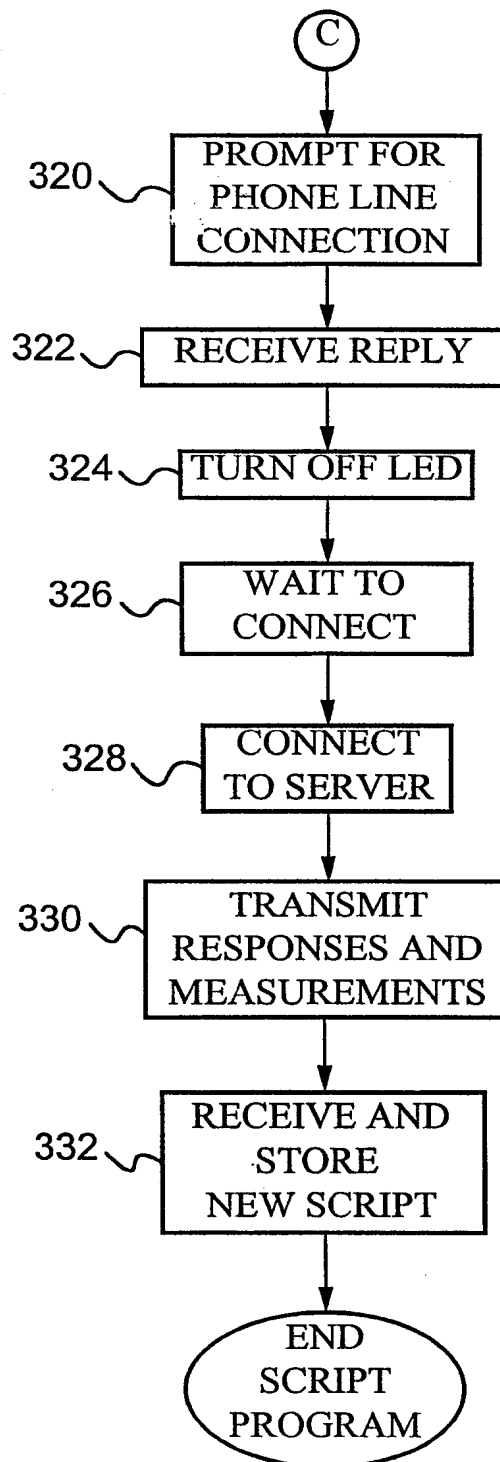 C
320
PROMPT FOR
PHONE LINE
CONNECTION
322
RECEIVE REPLY
324
TURN OFF LED
326
WAIT TO
CONNECT
328
CONNECT
TO SERVER
330
TRANSMIT
RESPONSES AND
MEASUREMENTS
332
RECEIVE AND
STORE
NEW SCRIPT
END
SCRIPT
PROGRAM